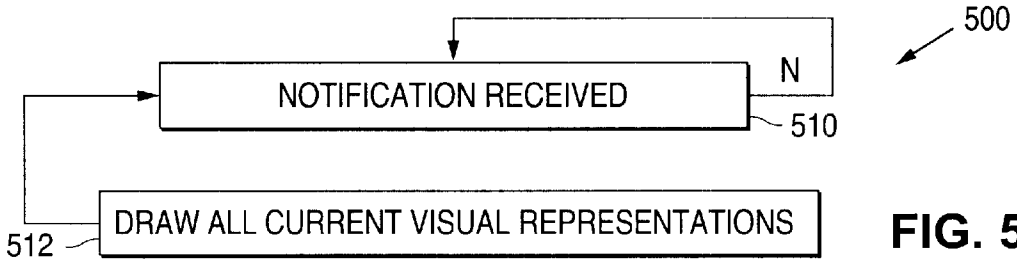 500
NOTIFICATION RECEIVED
N
510
DRAW ALL CURRENT VISUAL REPRESENTATIONS
512
FIG. 5